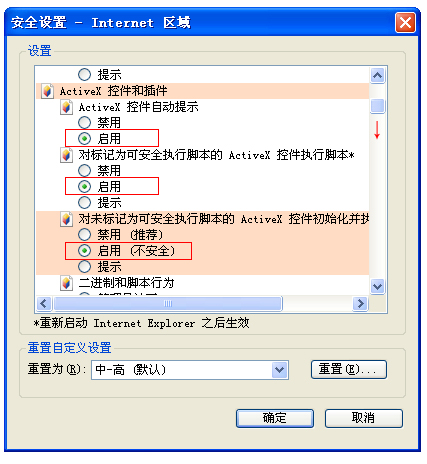 安全设置 - Internet 区域
设置
提示
ActiveX 控件和插件
ActiveX 控件自动提示
禁用
启用
对标记为可安全执行脚本的 ActiveX 控件执行脚本*
禁用
启用
提示
对未标记为可安全执行脚本的 ActiveX 控件初始化并执
禁用 (推荐)
启用 (不安全)
提示
二进制和脚本行为
*重新启动 Internet Explorer 之后生效
重置自定义设置
重置为(R): 中-高 (默认) 重置(E)...
确定 取消